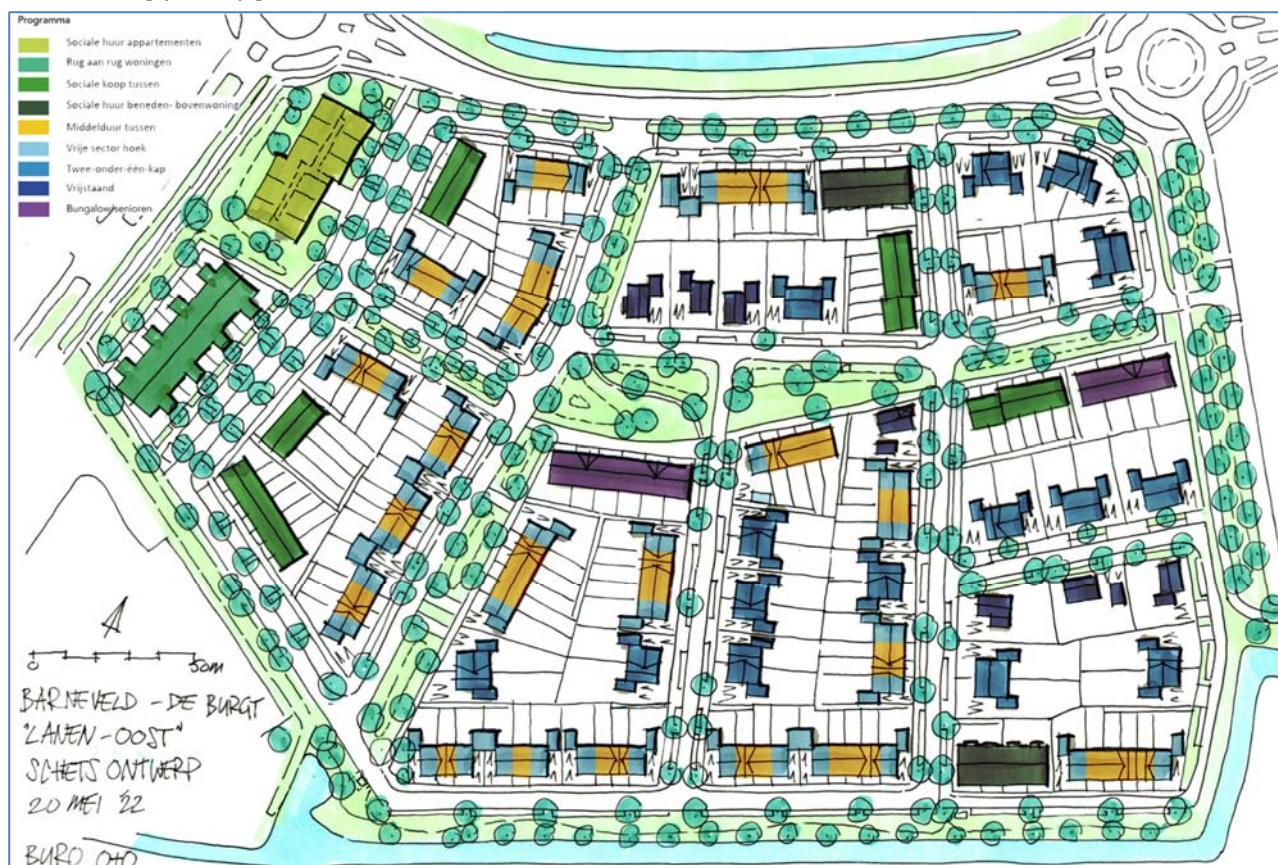 Programma
Sociale huur appartementen
Rug aan rug woningen
Sociale koop tussen
Sociale huur beneden- bovenwoning
Middelduur tussen
Vrije sector hoek
Twee-onder-één-kap
Vrijstaand
Bungalow/senioren
0 50m
BARNEVELD - DE BURGT
"LANEN - OOST"
SCHETS ONTWERP
20 MEI '22
BURO